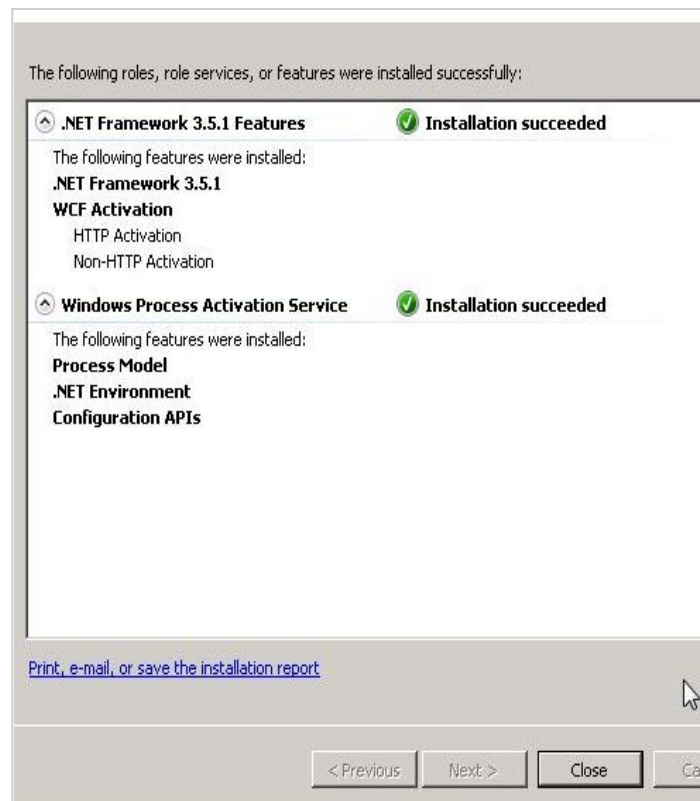 The following roles, role services, or features were installed successfully:
.NET Framework 3.5.1 Features Installation succeeded
The following features were installed:
.NET Framework 3.5.1
WCF Activation
HTTP Activation
Non-HTTP Activation
Windows Process Activation Service Installation succeeded
The following features were installed:
Process Model
.NET Environment
Configuration APIs
Print, e-mail, or save the installation report
< Previous Next > Close Ca